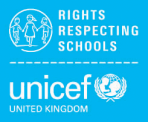 RIGHTS
RESPECTING
SCHOOLS
unicef
UNITED KINGDOM